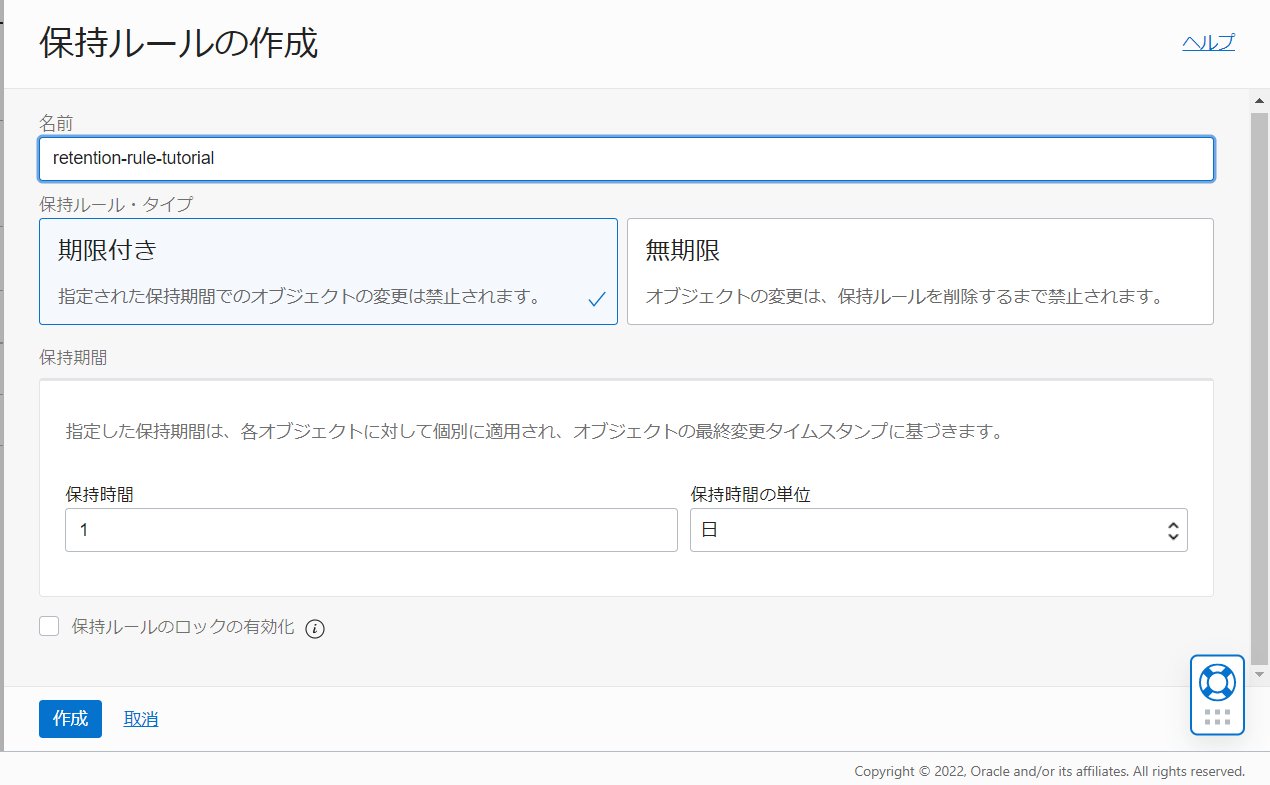 保持ルールの作成
ヘルプ
名前
retention-rule-tutorial
保持ルール・タイプ
期限付き
指定された保持期間でのオブジェクトの変更は禁止されます。
無期限
オブジェクトの変更は、保持ルールを削除するまで禁止されます。
保持期間
指定した保持期間は、各オブジェクトに対して個別に適用され、オブジェクトの最終変更タイムスタンプに基づきます。
保持時間
保持時間の単位
1
日
保持ルールのロックの有効化
作成
取消
Copyright © 2022, Oracle and/or its affiliates. All rights reserved.